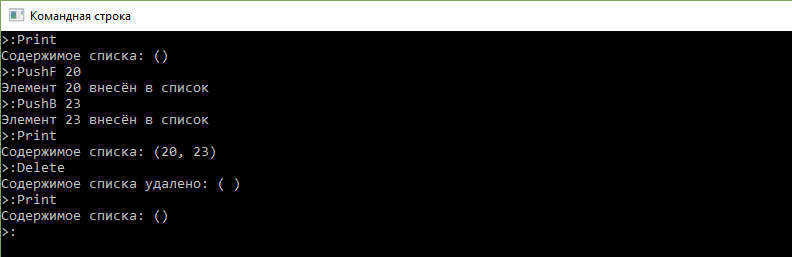 Командная строка
>:Print
Содержимое списка: ()
>:PushF 20
Элемент 20 внесён в список
>:PushB 23
Элемент 23 внесён в список
>:Print
Содержимое списка: (20, 23)
>:Delete
Содержимое списка удалено: ( )
>:Print
Содержимое списка: ()
>: